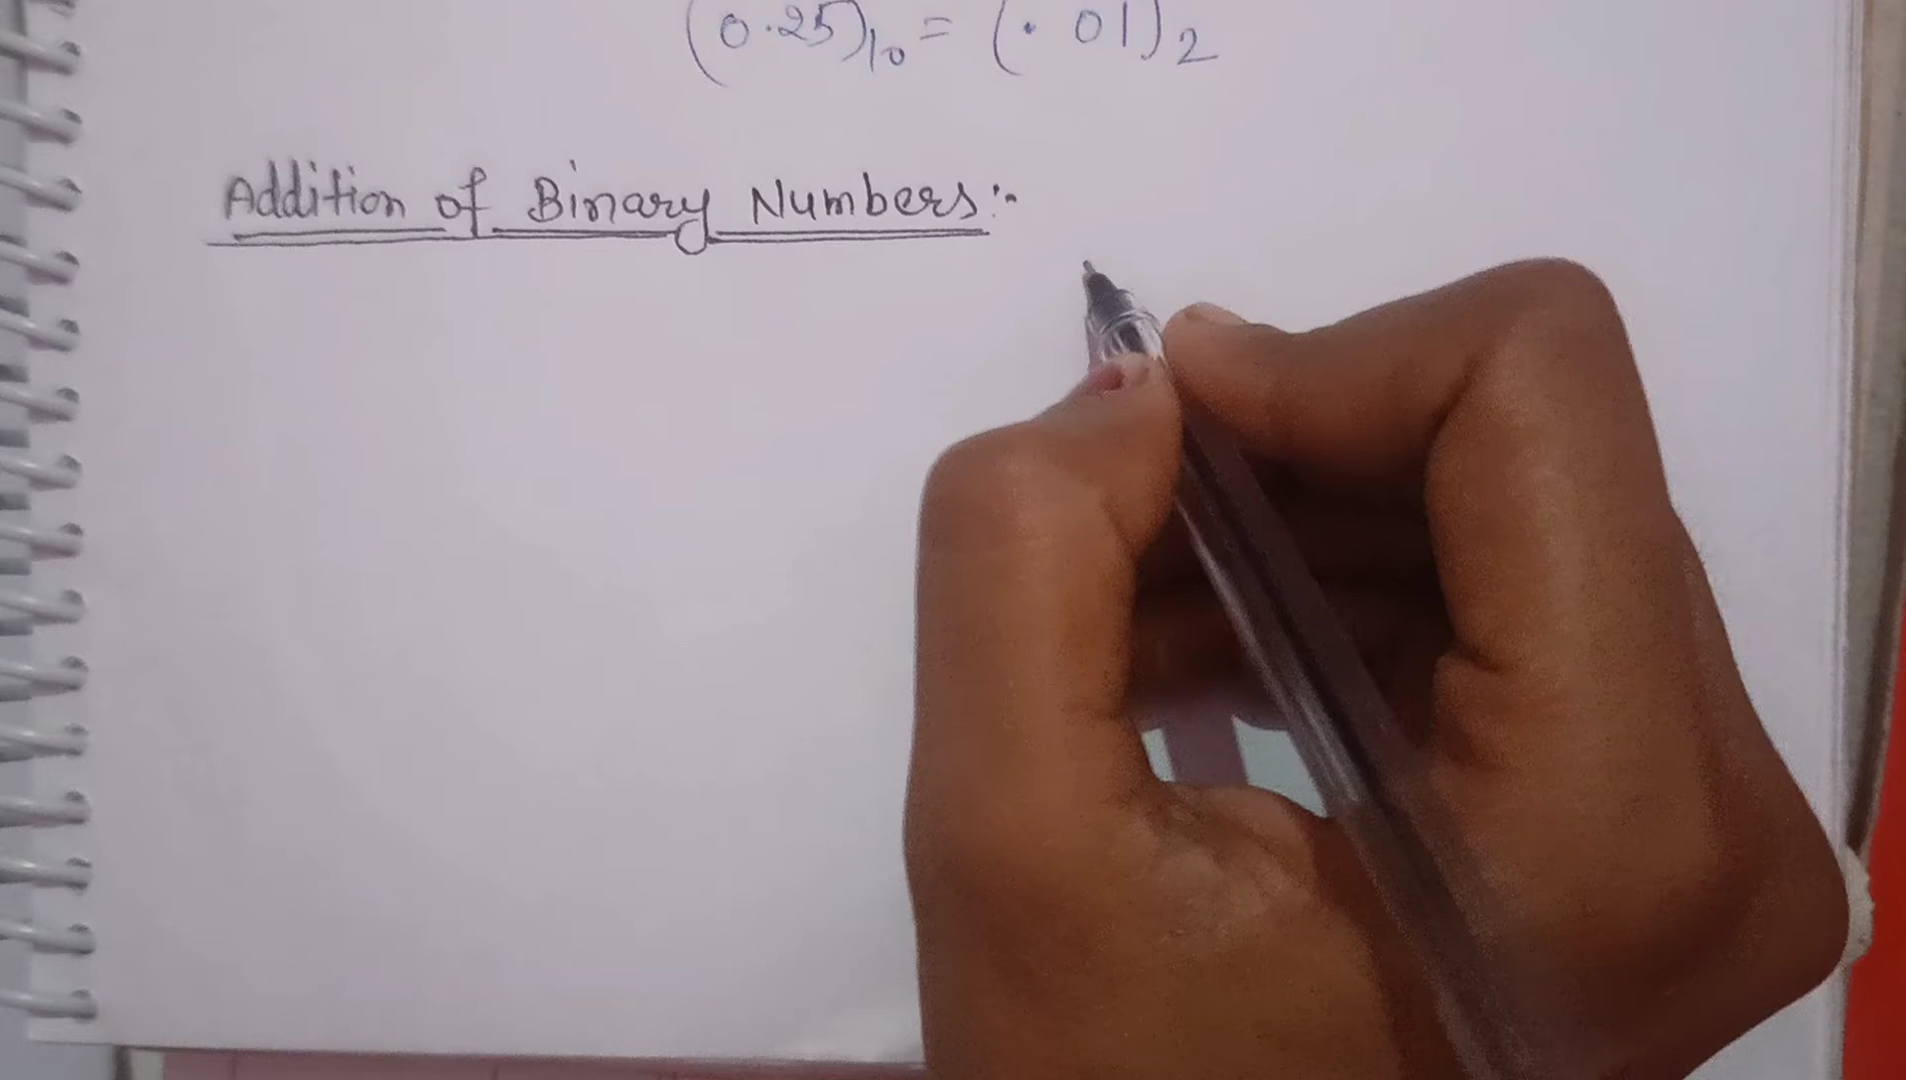 (0.25)10 = (.01)2
Addition of Binary Numbers:-